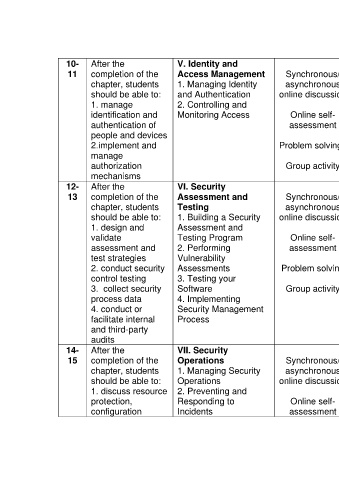 10-
11
After the
completion of the
chapter, students
should be able to:
1. manage
identification and
authentication of
people and devices
2.implement and
manage
authorization
mechanisms
V. Identity and
Access Management
1. Managing Identity
and Authentication
2. Controlling and
Monitoring Access
Synchronous/
asynchronous
online discussio
Online self-
assessment
Problem solving
Group activity
12-
13
After the
completion of the
chapter, students
should be able to:
1. design and
validate
assessment and
test strategies
2. conduct security
control testing
3.  collect security
process data
4. conduct or
facilitate internal
and third-party
audits
VI. Security
Assessment and
Testing
1. Building a Security
Assessment and
Testing Program
2. Performing
Vulnerability
Assessments
3. Testing your
Software
4. Implementing
Security Management
Process
Synchronous/
asynchronous
online discussio
Online self-
assessment
Problem solvin
Group activity
14-
15
After the
completion of the
chapter, students
should be able to:
1. discuss resource
protection,
configuration
VII. Security
Operations
1. Managing Security
Operations
2. Preventing and
Responding to
Incidents
Synchronous/
asynchronous
online discussio
Online self-
assessment